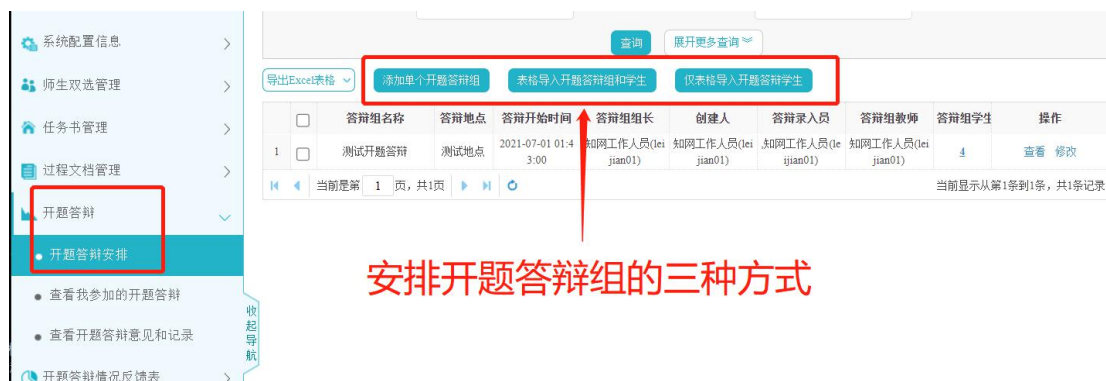 系统配置信息
师生双选管理
任务书管理
过程文档管理
开题答辩
开题答辩安排
查看我参加的开题答辩
查看开题答辩意见和记录
开题答辩情况反馈表
收起导航
查询 展开更多查询
导出Excel表格 添加单个开题答辩组 表格导入开题答辩组和学生 仅表格导入开题答辩学生
答辩组名称 答辩地点 答辩开始时间 答辩组组长 创建人 答辩录入员 答辩组教师 答辩组学生 操作
1 测试开题答辩 测试地点 2021-07-01 01:4 知网工作人员(lei 知网工作人员(lei ,知网工作人员(le 知网工作人员(lei 4 查看 修改
3:00 jian01) jian01) ijian01) jian01)
当前是第 1 页，共1页 当前显示从第1条到1条，共1条记录
安排开题答辩组的三种方式